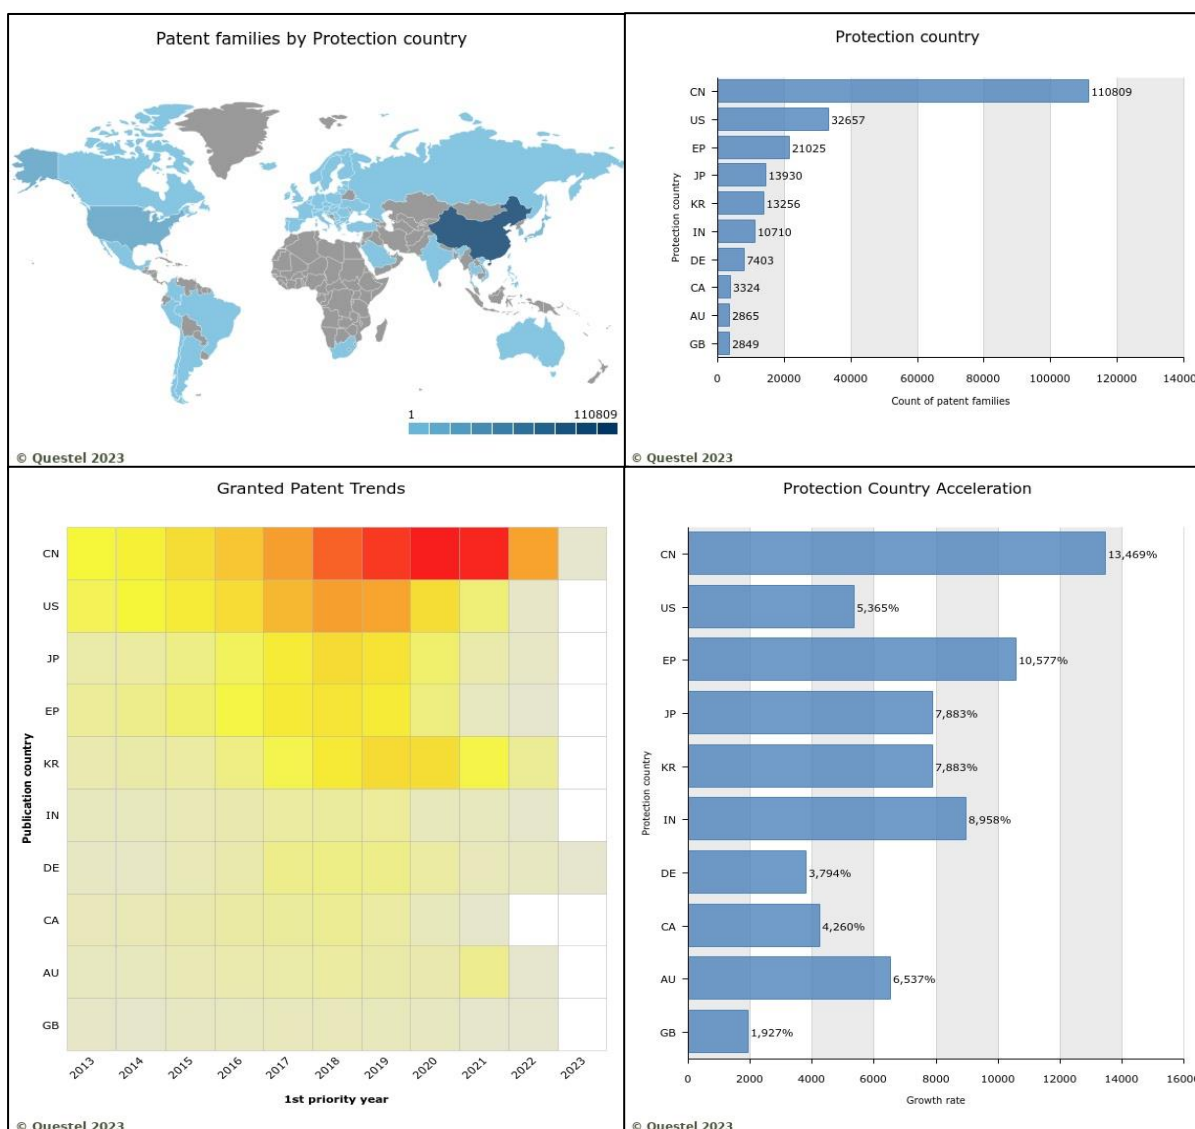 Patent families by Protection country
1 110809
© Questel 2023
Protection country
Protection country
CN 110809
US 32657
EP 21025
JP 13930
KR 13256
IN 10710
DE 7403
CA 3324
AU 2865
GB 2849
0 20000 40000 60000 80000 100000 120000 14000
Count of patent families
© Questel 2023
Granted Patent Trends
Publication country
CN
US
JP
EP
KR
IN
DE
CA
AU
GB
2013 2014 2015 2016 2017 2018 2019 2020 2021 2022 2023
1st priority year
© Questel 2023
Protection Country Acceleration
Protection country
CN 13,469%
US 5,365%
EP 10,577%
JP 7,883%
KR 7,883%
IN 8,958%
DE 3,794%
CA 4,260%
AU 6,537%
GB 1,927%
0 2000 4000 6000 8000 10000 12000 14000 16000
Growth rate
© Questel 2023